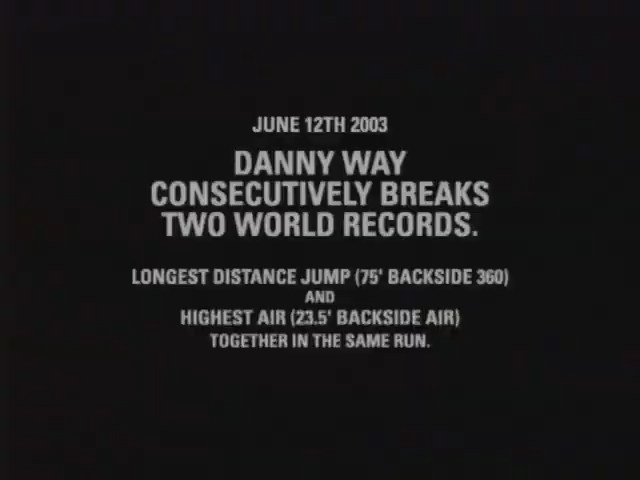 JUNE 12TH 2003
DANNY WAY
CONSECUTIVELY BREAKS
TWO WORLD RECORDS.
LONGEST DISTANCE JUMP (75' BACKSIDE 360)
AND
HIGHEST AIR (23.5' BACKSIDE AIR)
TOGETHER IN THE SAME RUN.